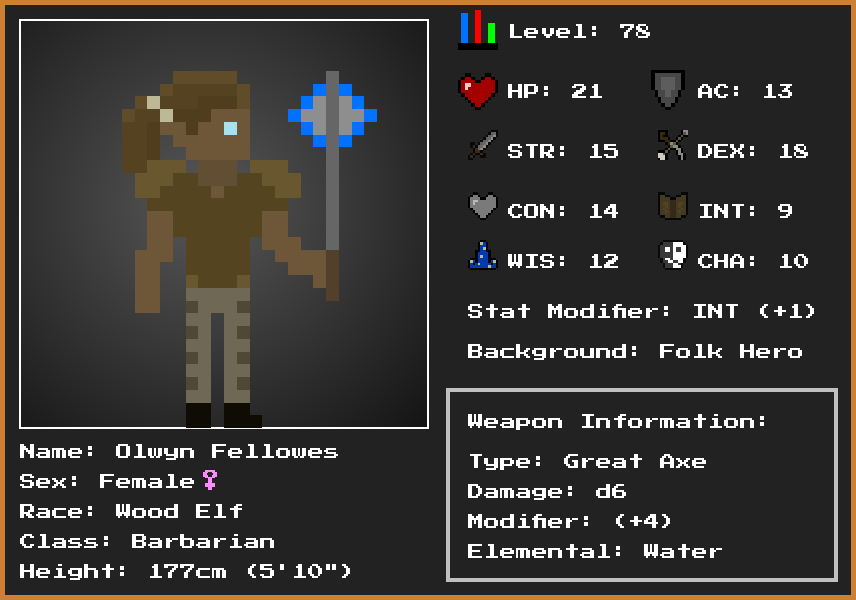 Level: 78
HP: 21 AC: 13
STR: 15 DEX: 18
CON: 14 INT: 9
WIS: 12 CHA: 10
Stat Modifier: INT (+1)
Background: Folk Hero
Weapon Information:
Type: Great Axe
Damage: d6
Modifier: (+4)
Elemental: Water
Name: Olwyn Fellowes
Sex: Female♀
Race: Wood Elf
Class: Barbarian
Height: 177cm (5'10")